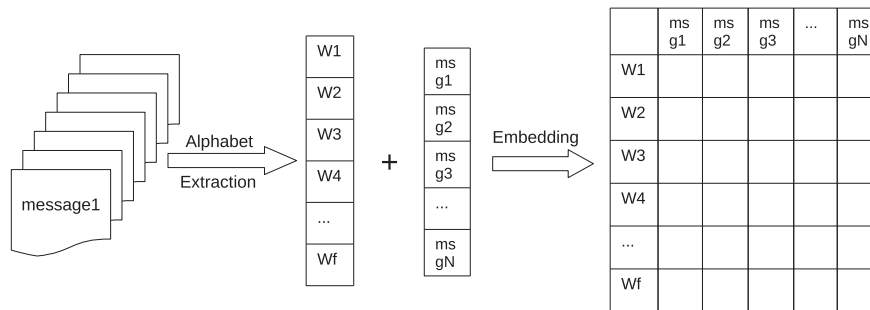 message1
Alphabet
Extraction
W1
W2
W3
W4
...
Wf
+
ms
g1
ms
g2
ms
g3
...
ms
gN
Embedding
ms ms ms ... ms
g1 g2 g3 gN
W1
W2
W3
W4
...
Wf